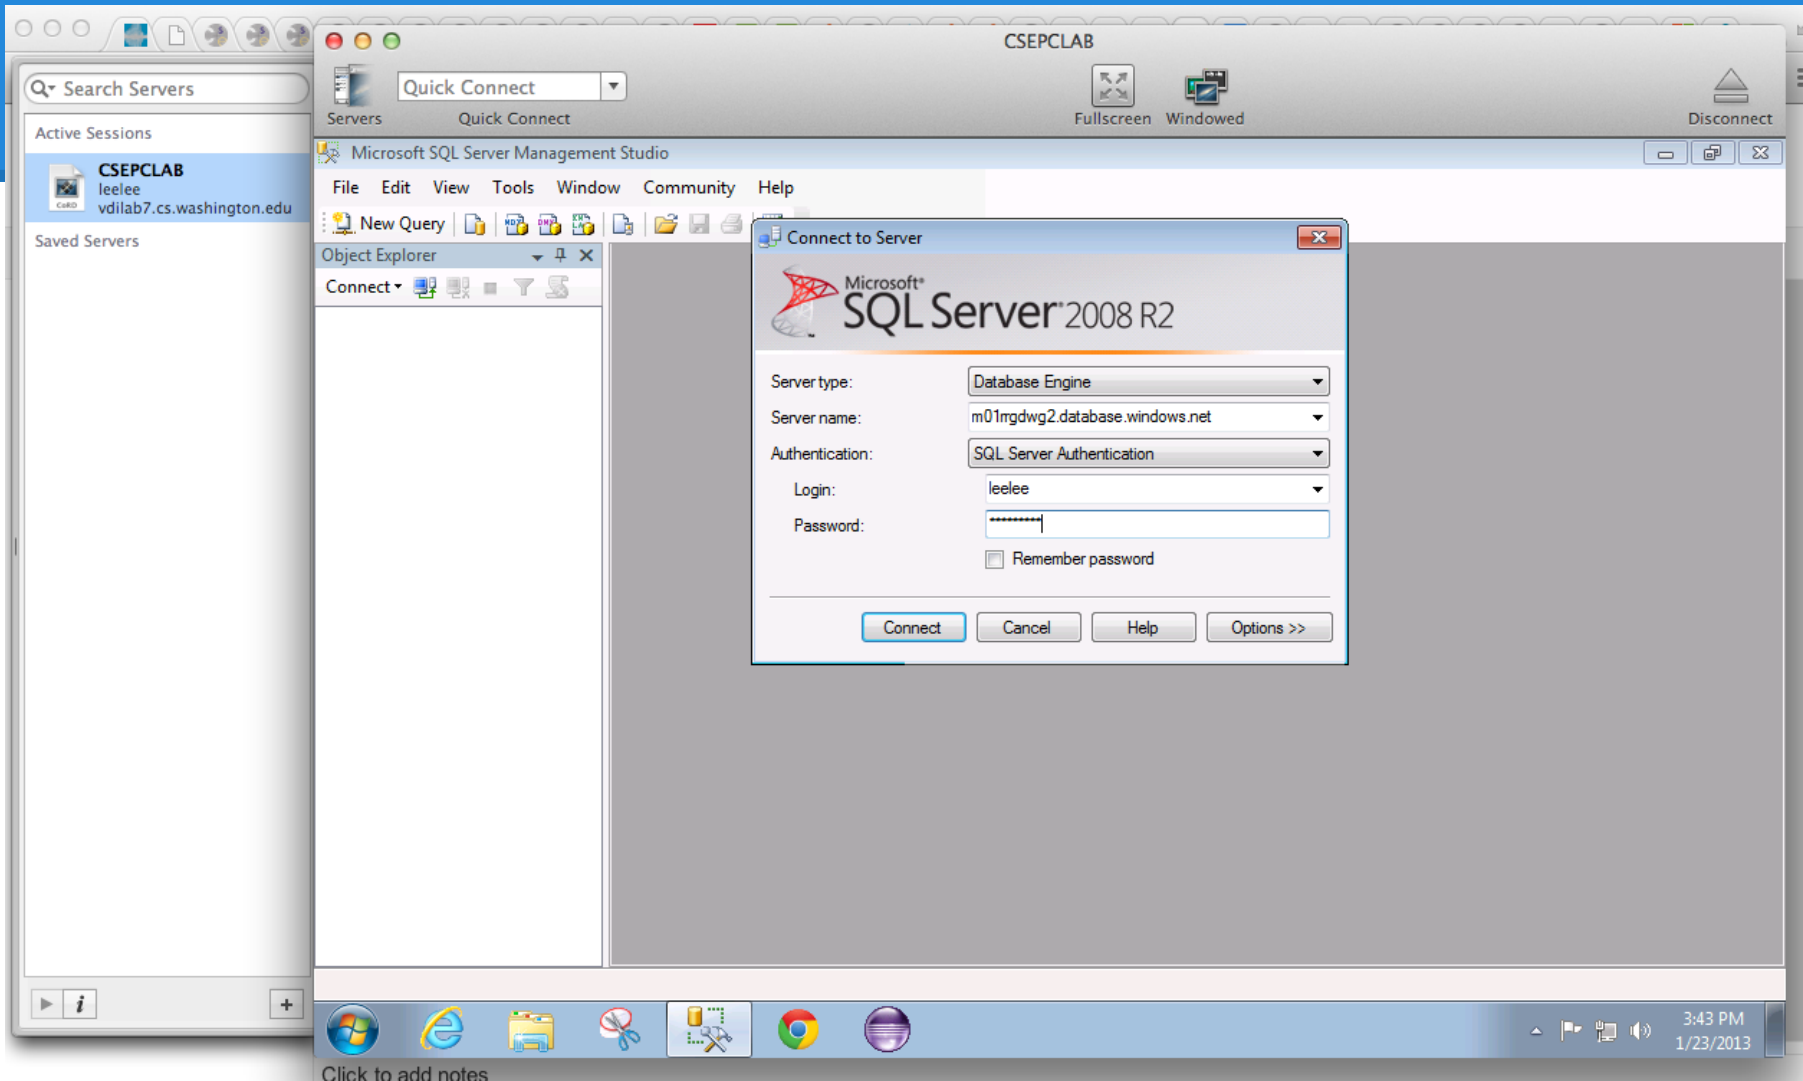 CSEPCLAB
Search Servers
Quick Connect
Servers
Quick Connect
Fullscreen
Windowed
Disconnect
Active Sessions
CSEPCLAB
leelee
vdilab7.cs.washington.edu
CoRD
Saved Servers
Microsoft SQL Server Management Studio
File Edit View Tools Window Community Help
New Query
Object Explorer
Connect
Connect to Server
Microsoft®
SQL Server® 2008 R2
Server type: Database Engine
Server name: m01rrgdwg2.database.windows.net
Authentication: SQL Server Authentication
Login: leelee
Password: *********
Remember password
Connect Cancel Help Options >>
3:43 PM
1/23/2013
Click to add notes